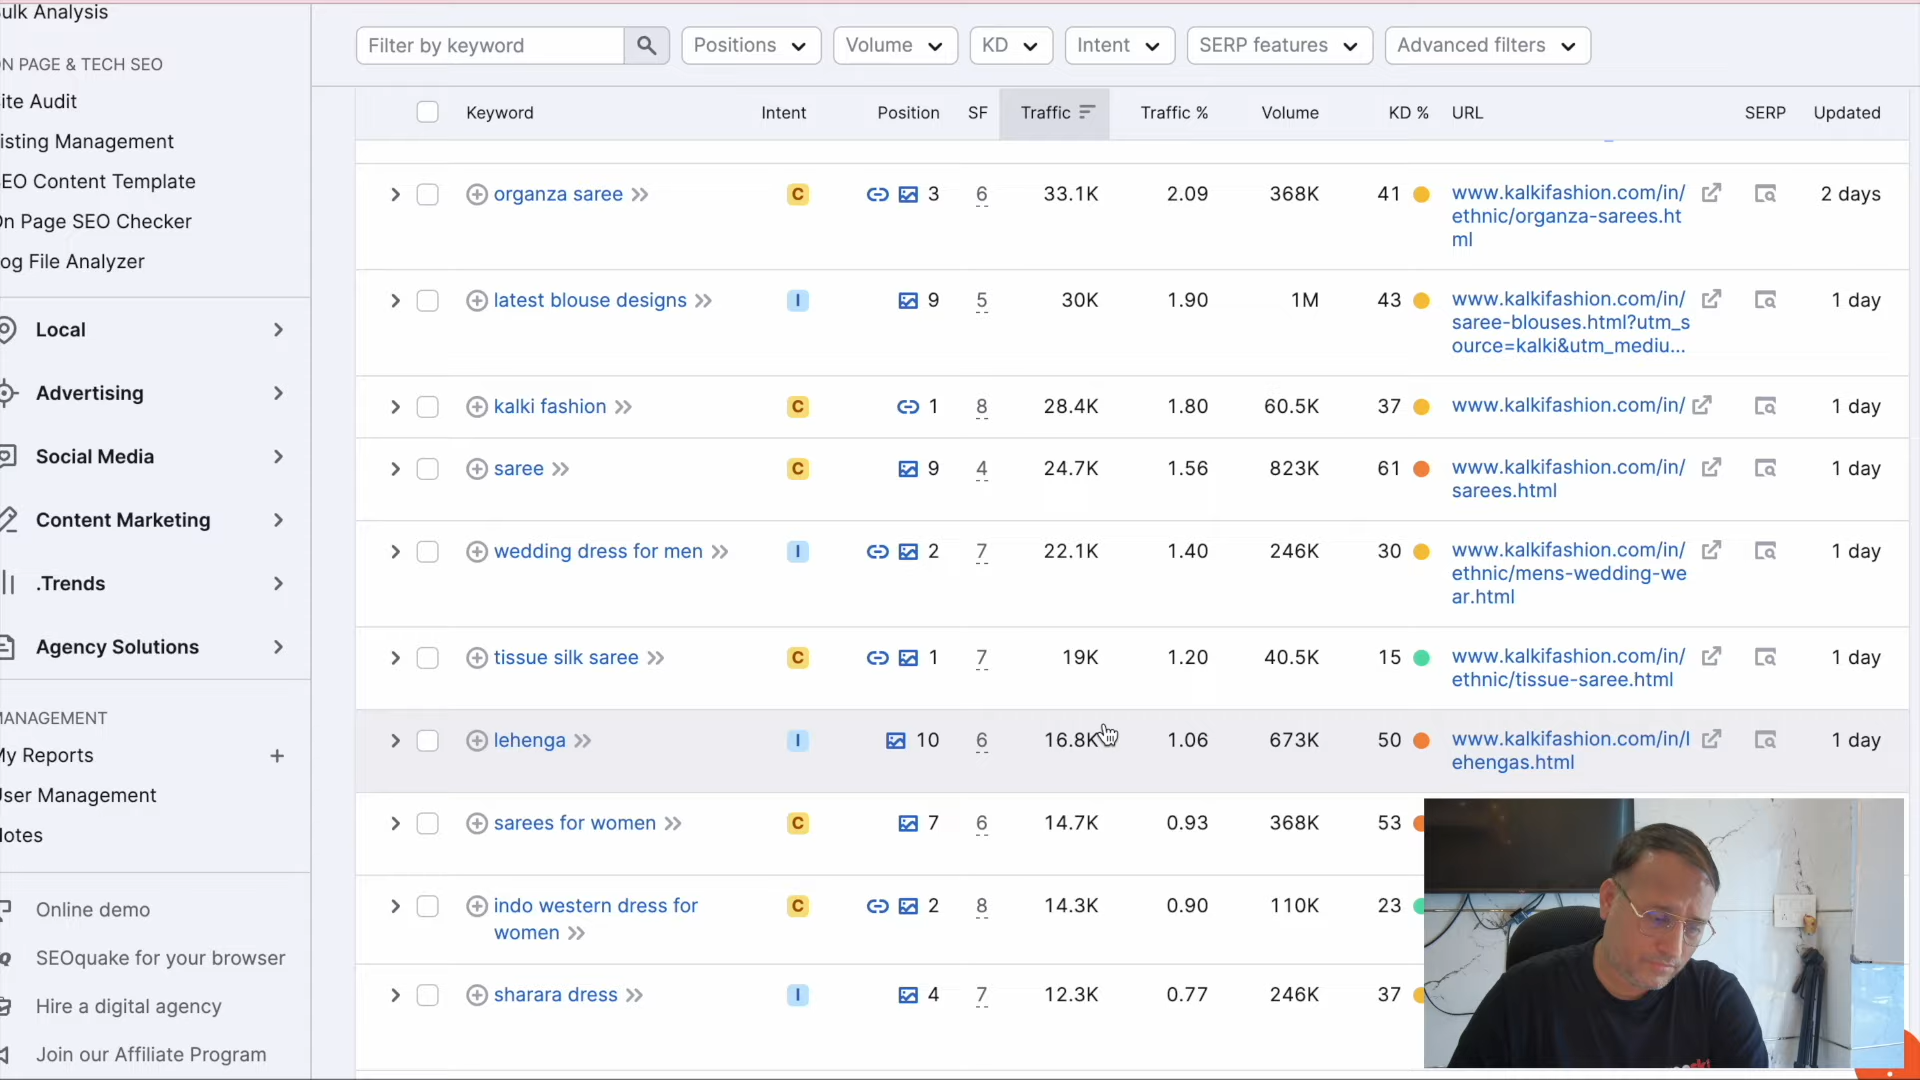 ulk Analysis
N PAGE & TECH SEO
ite Audit
isting Management
EO Content Template
n Page SEO Checker
og File Analyzer
Local
Advertising
Social Media
Content Marketing
.Trends
Agency Solutions
MANAGEMENT
My Reports +
User Management
lotes
Online demo
SEOquake for your browser
Hire a digital agency
Join our Affiliate Program
Filter by keyword Positions Volume KD Intent SERP features Advanced filters
Keyword Intent Position SF Traffic Traffic % Volume KD % URL SERP Updated
organza saree C 3 6 33.1K 2.09 368K 41 www.kalkifashion.com/in/ 2 days
ethnic/organza-sarees.ht
ml
latest blouse designs I 9 5 30K 1.90 1M 43 www.kalkifashion.com/in/ 1 day
saree-blouses.html?utm_s
ource=kalki&utm_mediu...
kalki fashion C 1 8 28.4K 1.80 60.5K 37 www.kalkifashion.com/in/ 1 day
saree C 9 4 24.7K 1.56 823K 61 www.kalkifashion.com/in/ 1 day
sarees.html
wedding dress for men I 2 7 22.1K 1.40 246K 30 www.kalkifashion.com/in/ 1 day
ethnic/mens-wedding-we
ar.html
tissue silk saree C 1 7 19K 1.20 40.5K 15 www.kalkifashion.com/in/ 1 day
ethnic/tissue-saree.html
lehenga I 10 6 16.8K 1.06 673K 50 www.kalkifashion.com/in/l 1 day
ehengas.html
sarees for women C 7 6 14.7K 0.93 368K 53
indo western dress for C 2 8 14.3K 0.90 110K 23
women
sharara dress I 4 7 12.3K 0.77 246K 37